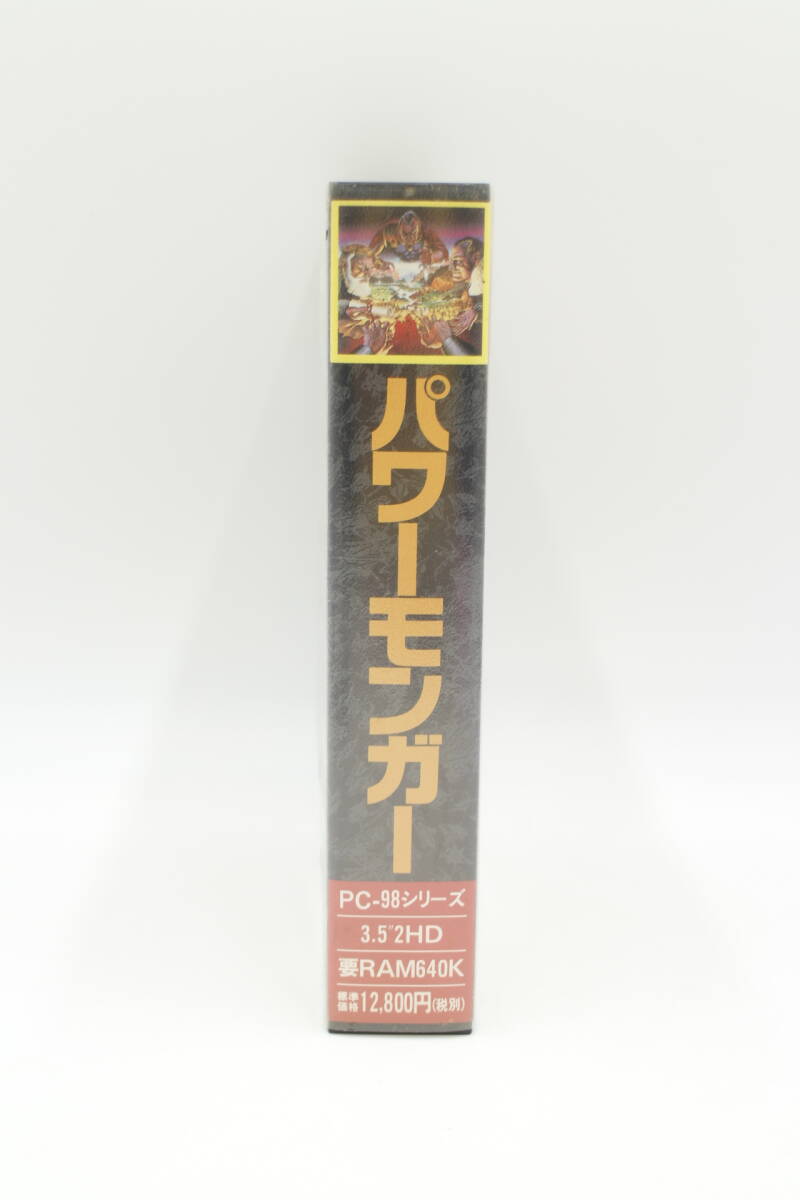 パワーモンガー
PC-98シリーズ
3.5"2HD
要RAM640K
標準価格12,800円(税別)